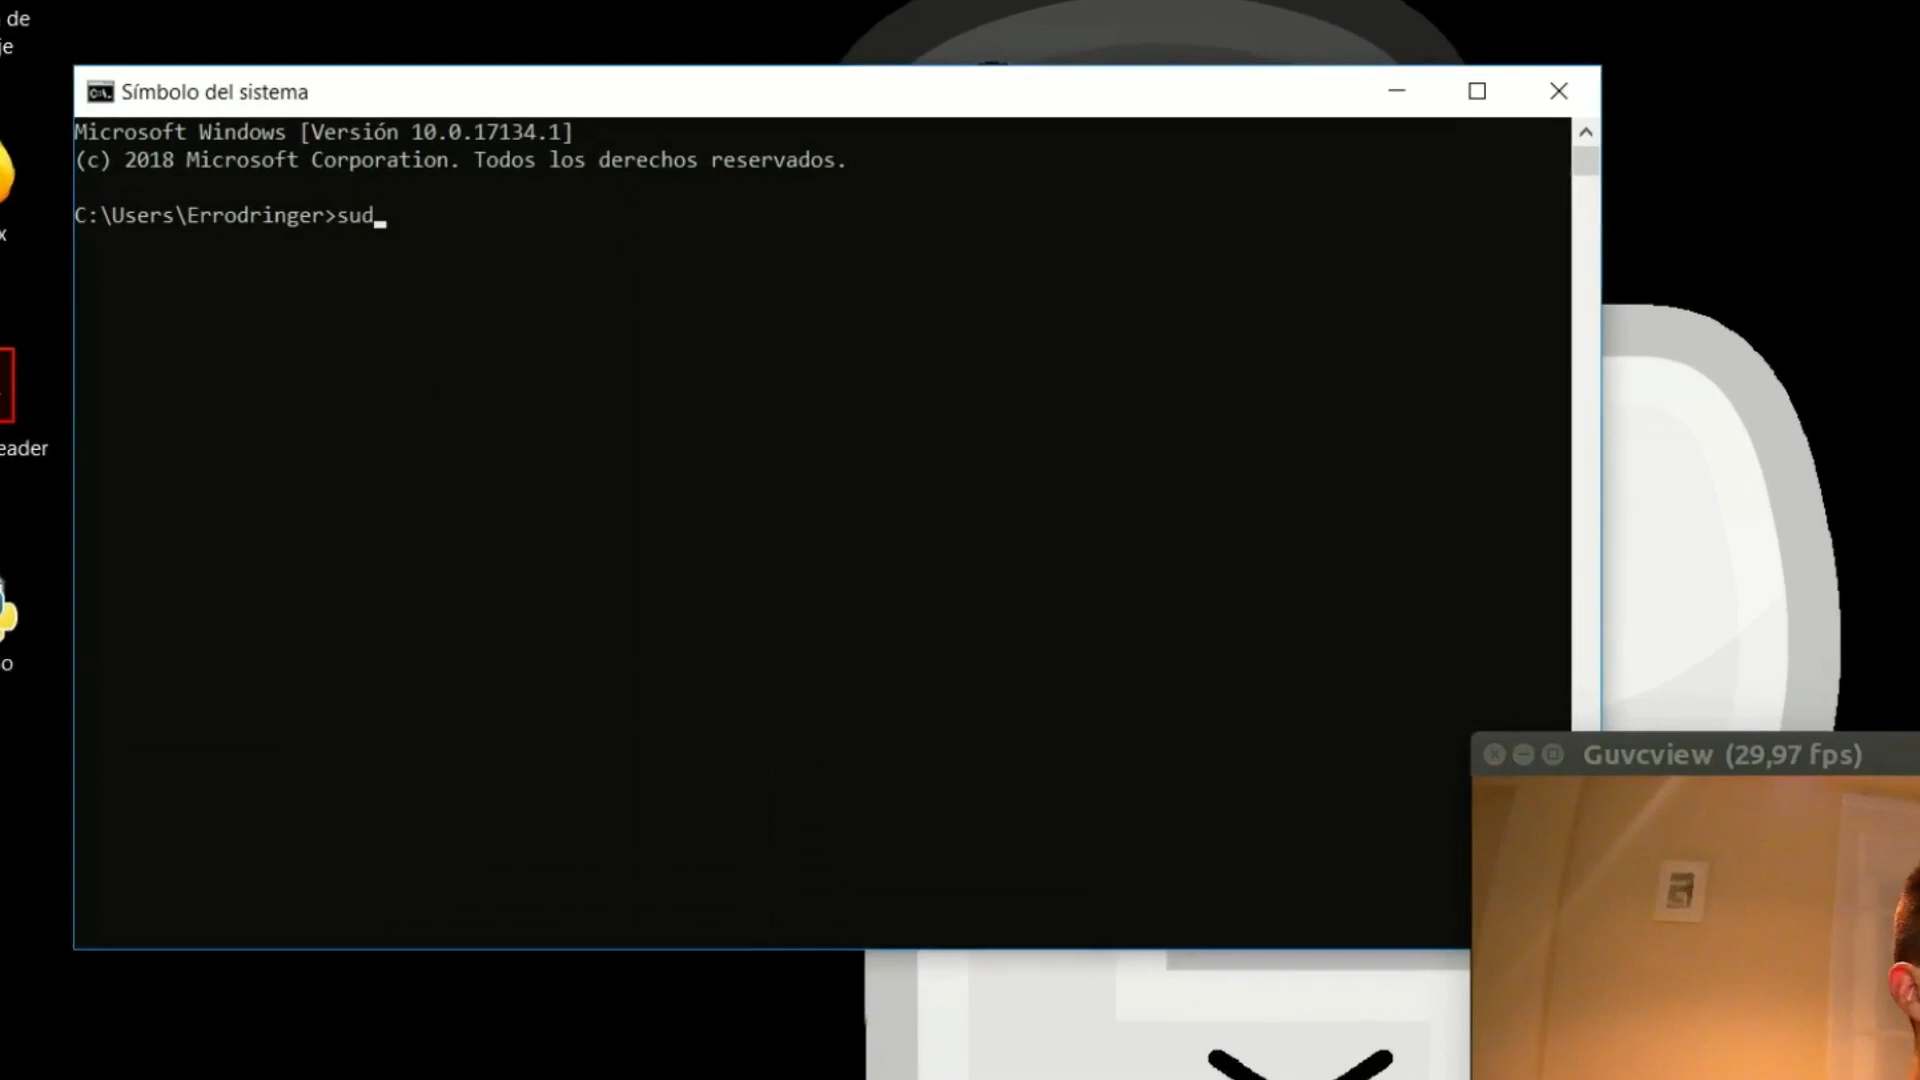 de
je
Símbolo del sistema
Microsoft Windows [Versión 10.0.17134.1]
(c) 2018 Microsoft Corporation. Todos los derechos reservados.
C:\Users\Errodringer>sud
x
eader
o
Guvcview (29,97 fps)